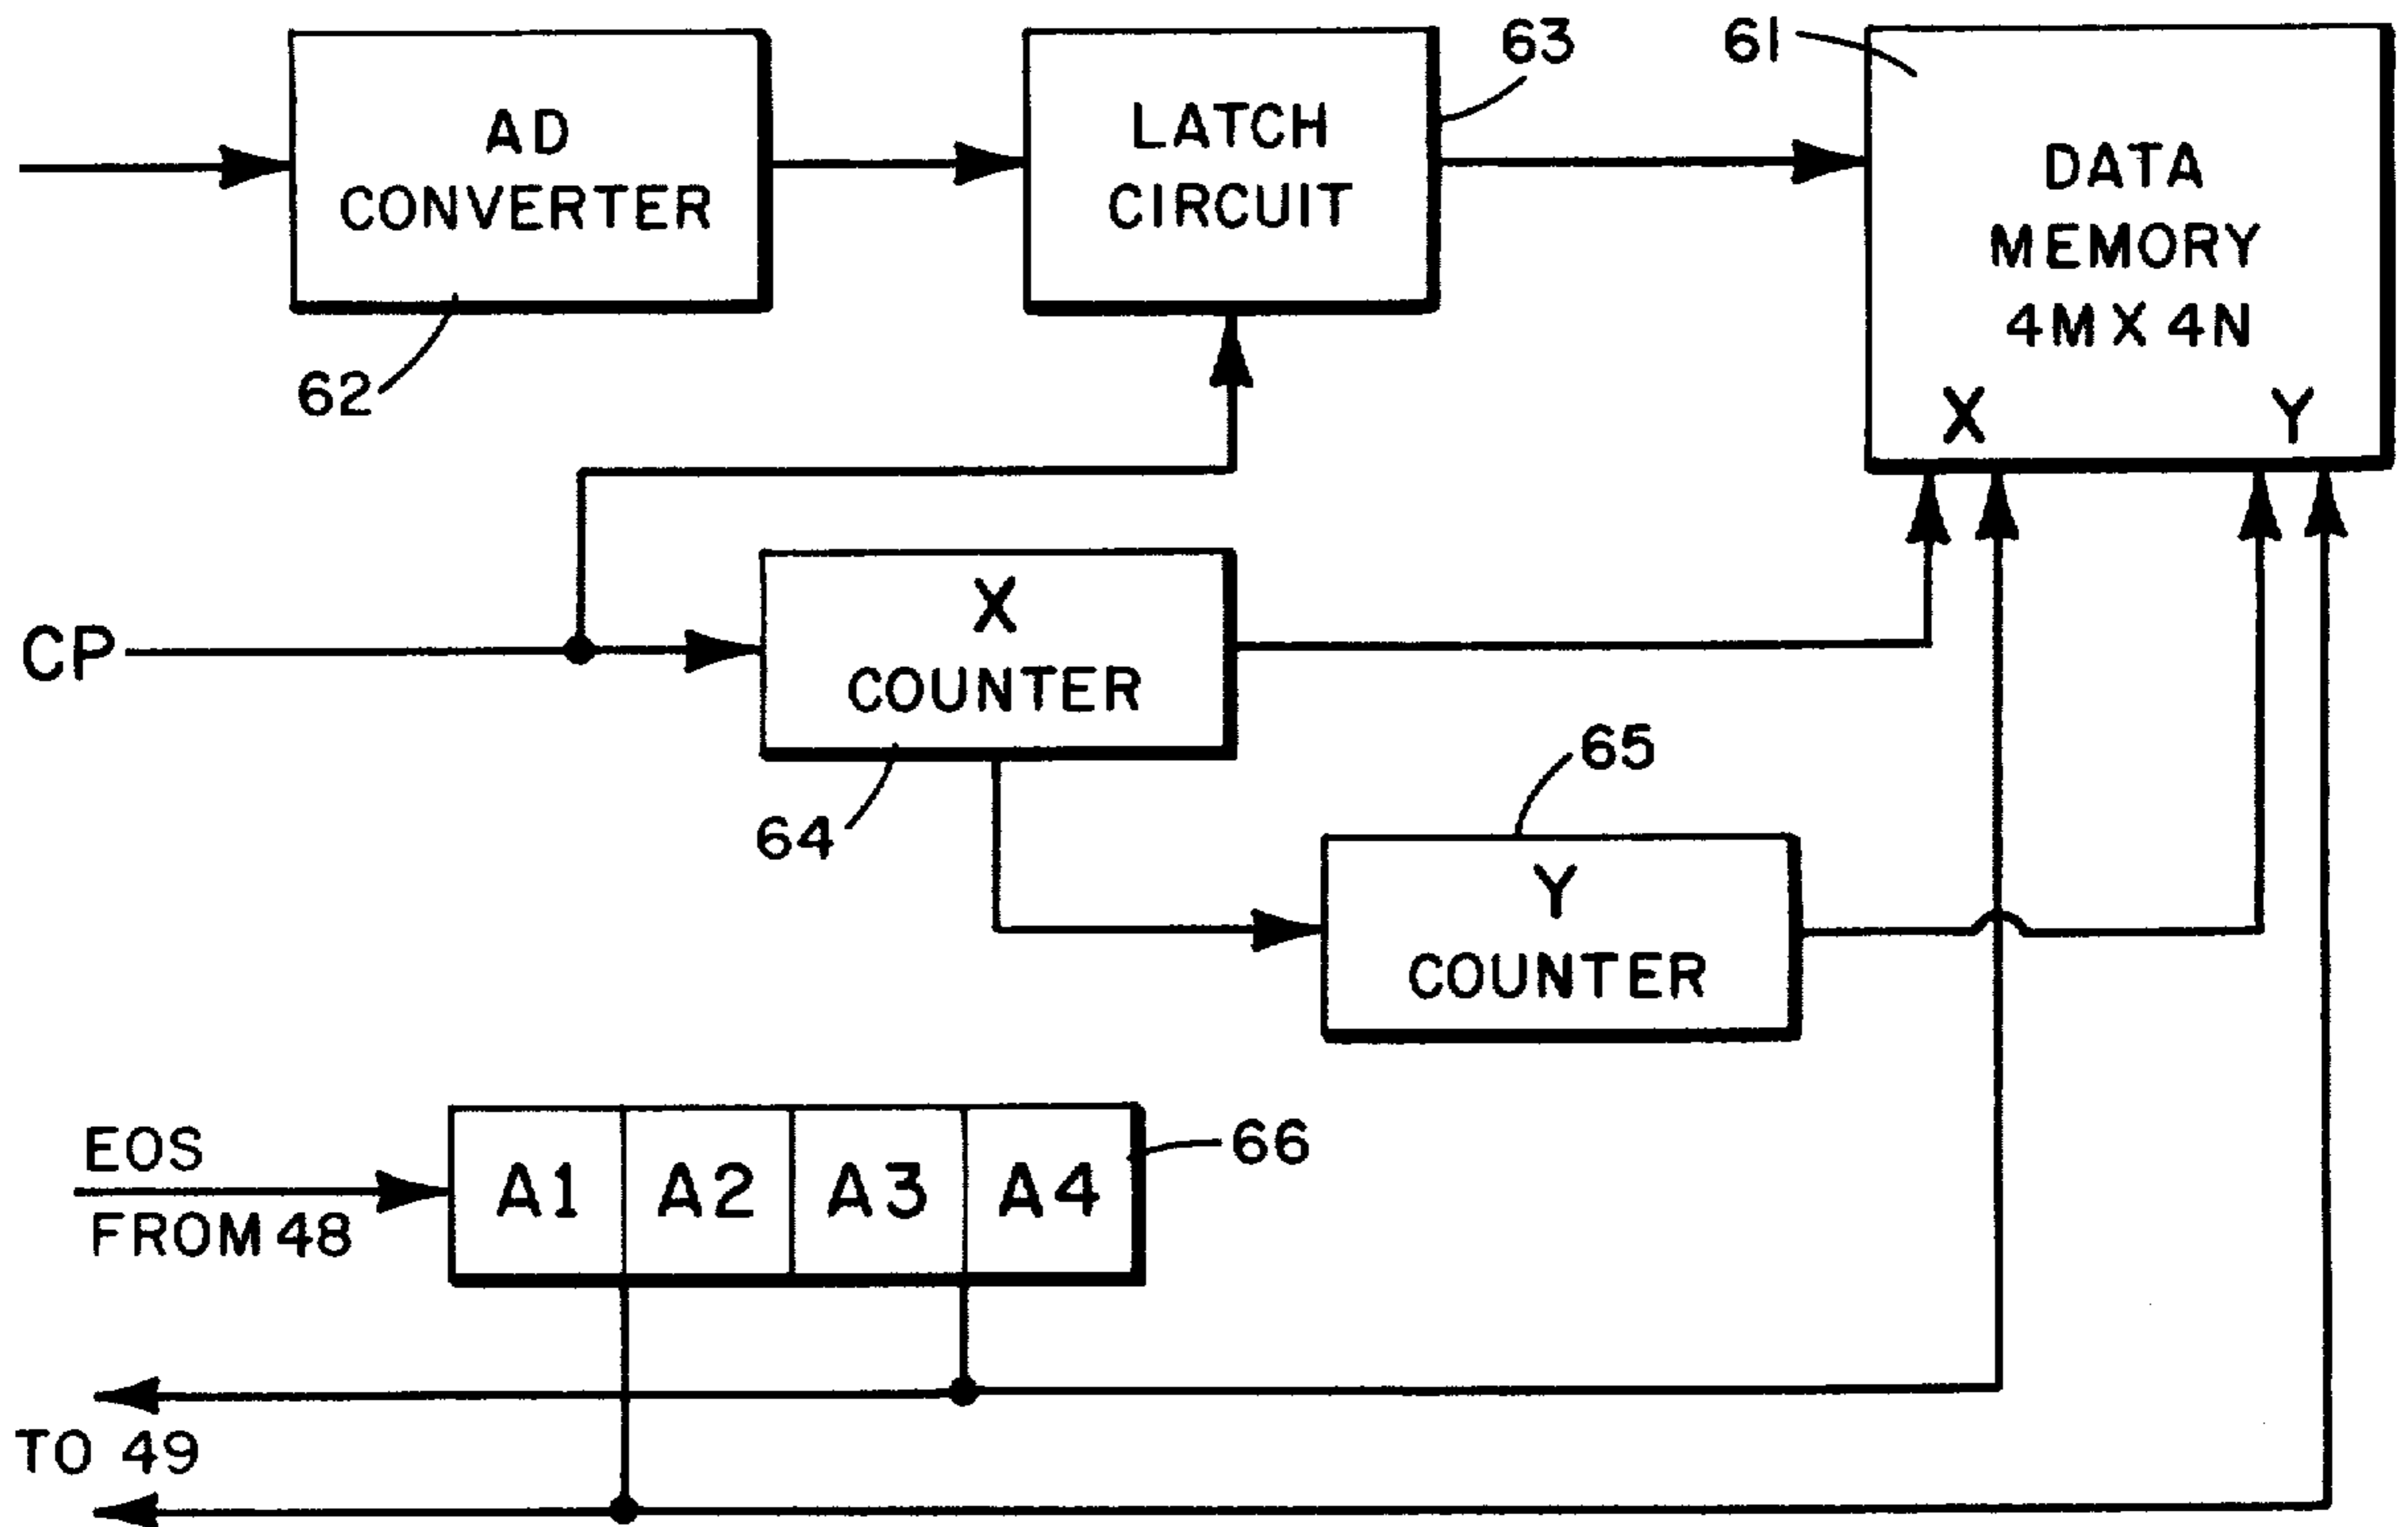 AD
CONVERTER
62
LATCH
CIRCUIT
63
61
DATA
MEMORY
4M X 4N
X Y
CP
X
COUNTER
64
65
Y
COUNTER
EOS
FROM 48
A1 A2 A3 A4
66
TO 49